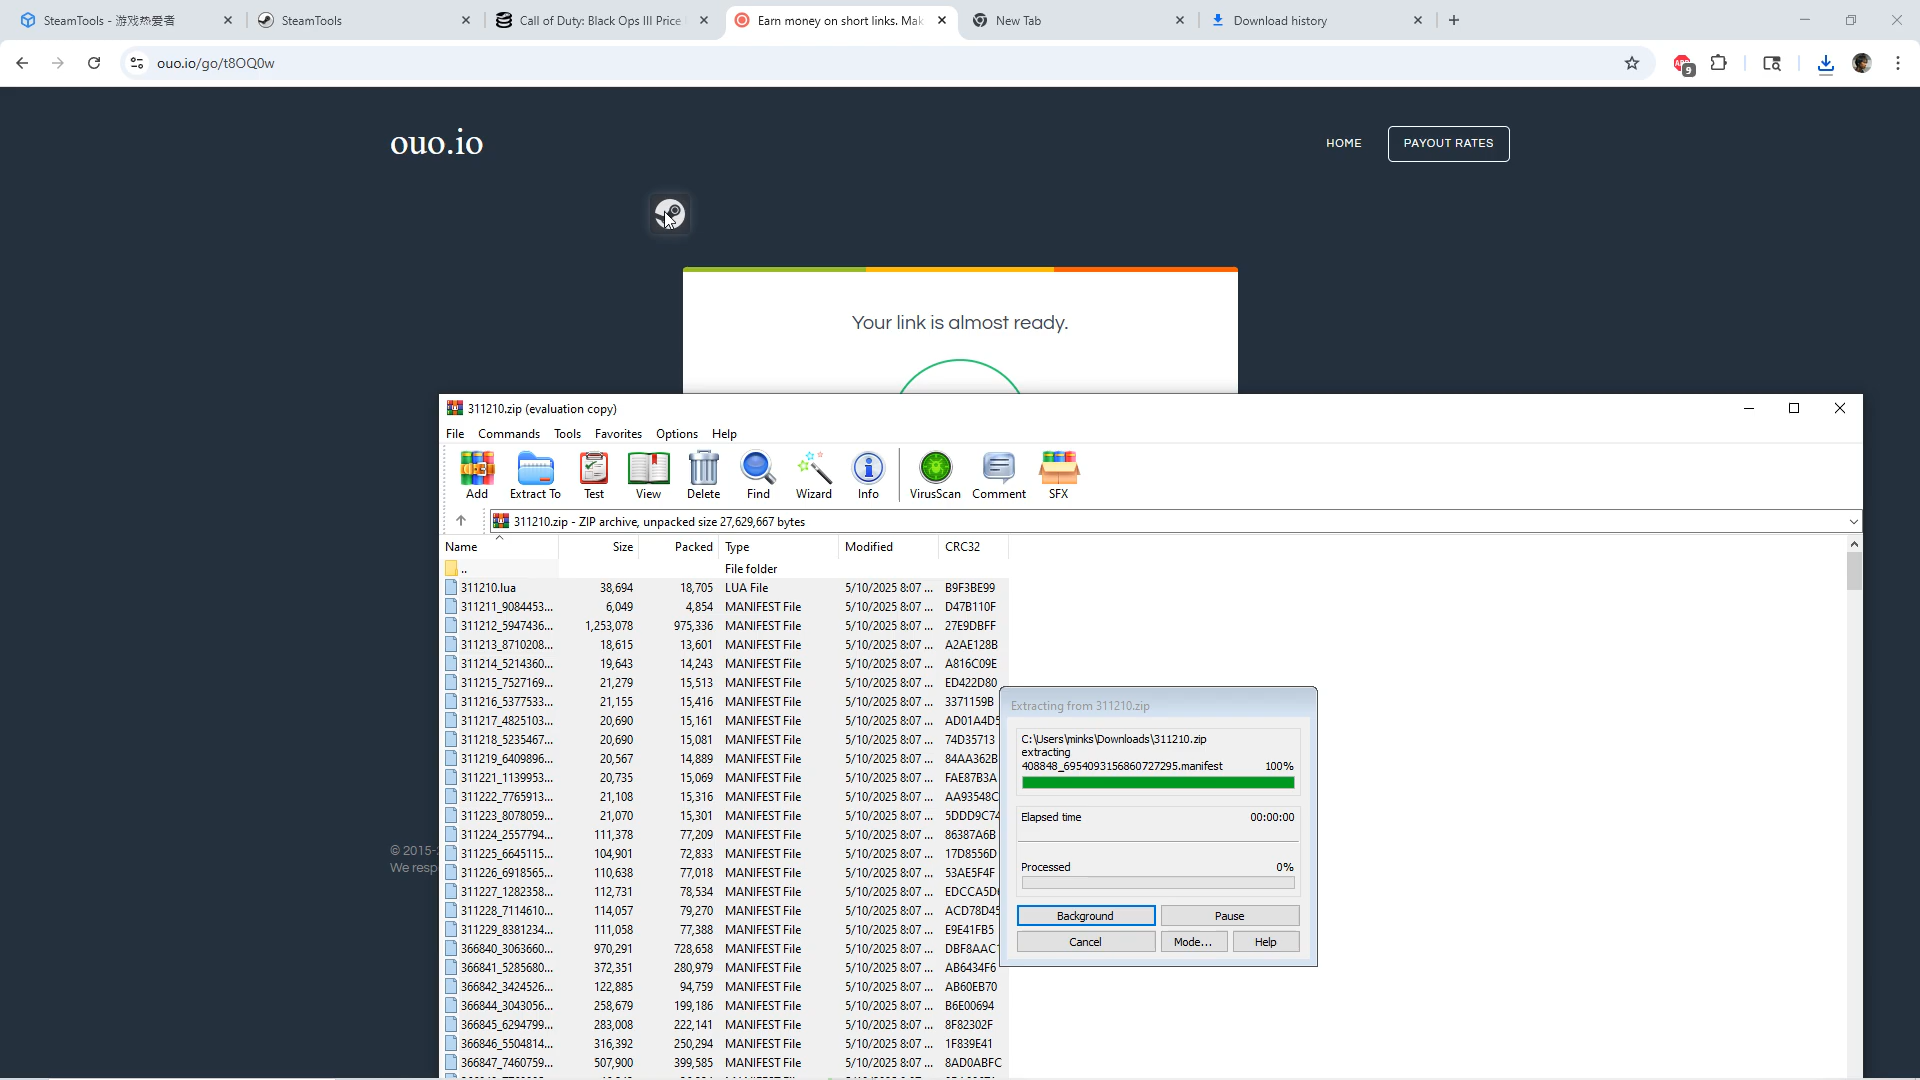 SteamTools - 游戏热爱者
SteamTools
Call of Duty: Black Ops III Price
Earn money on short links. Mak
New Tab
Download history
ouo.io/go/t8OQ0w
9
ouo.io
HOME
PAYOUT RATES
Your link is almost ready.
311210.zip (evaluation copy)
File Commands Tools Favorites Options Help
Add Extract To Test View Delete Find Wizard Info VirusScan Comment SFX
311210.zip - ZIP archive, unpacked size 27,629,667 bytes
Name Size Packed Type Modified CRC32
.. File folder
311210.lua 38,694 18,705 LUA File 5/10/2025 8:07 ... B9F3BE99
311211_9084453... 6,049 4,854 MANIFEST File 5/10/2025 8:07 ... D47B110F
311212_5947436... 1,253,078 975,336 MANIFEST File 5/10/2025 8:07 ... 27E9DBFF
311213_8710208... 18,615 13,601 MANIFEST File 5/10/2025 8:07 ... A2AE128B
311214_5214360... 19,643 14,243 MANIFEST File 5/10/2025 8:07 ... A816C09E
311215_7527169... 21,279 15,513 MANIFEST File 5/10/2025 8:07 ... ED422D80
311216_5377533... 21,155 15,416 MANIFEST File 5/10/2025 8:07 ... 3371159B
311217_4825103... 20,690 15,161 MANIFEST File 5/10/2025 8:07 ... AD01A4D5
311218_5235467... 20,690 15,081 MANIFEST File 5/10/2025 8:07 ... 74D35713
311219_6409896... 20,567 14,889 MANIFEST File 5/10/2025 8:07 ... 84AA362B
311221_1139953... 20,735 15,069 MANIFEST File 5/10/2025 8:07 ... FAE87B3A
311222_7765913... 21,108 15,316 MANIFEST File 5/10/2025 8:07 ... AA93548C
311223_8078059... 21,070 15,301 MANIFEST File 5/10/2025 8:07 ... 5DDD9C74
311224_2557794... 111,378 77,209 MANIFEST File 5/10/2025 8:07 ... 86387A6B
311225_6645115... 104,901 72,833 MANIFEST File 5/10/2025 8:07 ... 17D8556D
311226_6918565... 110,638 77,018 MANIFEST File 5/10/2025 8:07 ... 53AE5F4F
311227_1282358... 112,731 78,534 MANIFEST File 5/10/2025 8:07 ... EDCCA5D
311228_7114610... 114,057 79,270 MANIFEST File 5/10/2025 8:07 ... ACD78D45
311229_8381234... 111,058 77,388 MANIFEST File 5/10/2025 8:07 ... E9E41FB5
366840_3063660... 970,291 728,658 MANIFEST File 5/10/2025 8:07 ... DBF8AAC
366841_5285680... 372,351 280,979 MANIFEST File 5/10/2025 8:07 ... AB6434F6
366842_3424526... 122,885 94,759 MANIFEST File 5/10/2025 8:07 ... AB60EB70
366844_3043056... 258,679 199,186 MANIFEST File 5/10/2025 8:07 ... B6E00694
366845_6294799... 283,008 222,141 MANIFEST File 5/10/2025 8:07 ... 8F82302F
366846_5504814... 316,392 250,294 MANIFEST File 5/10/2025 8:07 ... 1F839E41
366847_7460759... 507,900 399,585 MANIFEST File 5/10/2025 8:07 ... 8AD0ABFC
Extracting from 311210.zip
C:\Users\minks\Downloads\311210.zip
extracting
408848_6954093156860727295.manifest 100%
Elapsed time 00:00:00
Processed 0%
Background Pause
Cancel Mode... Help
© 2015-
We resp